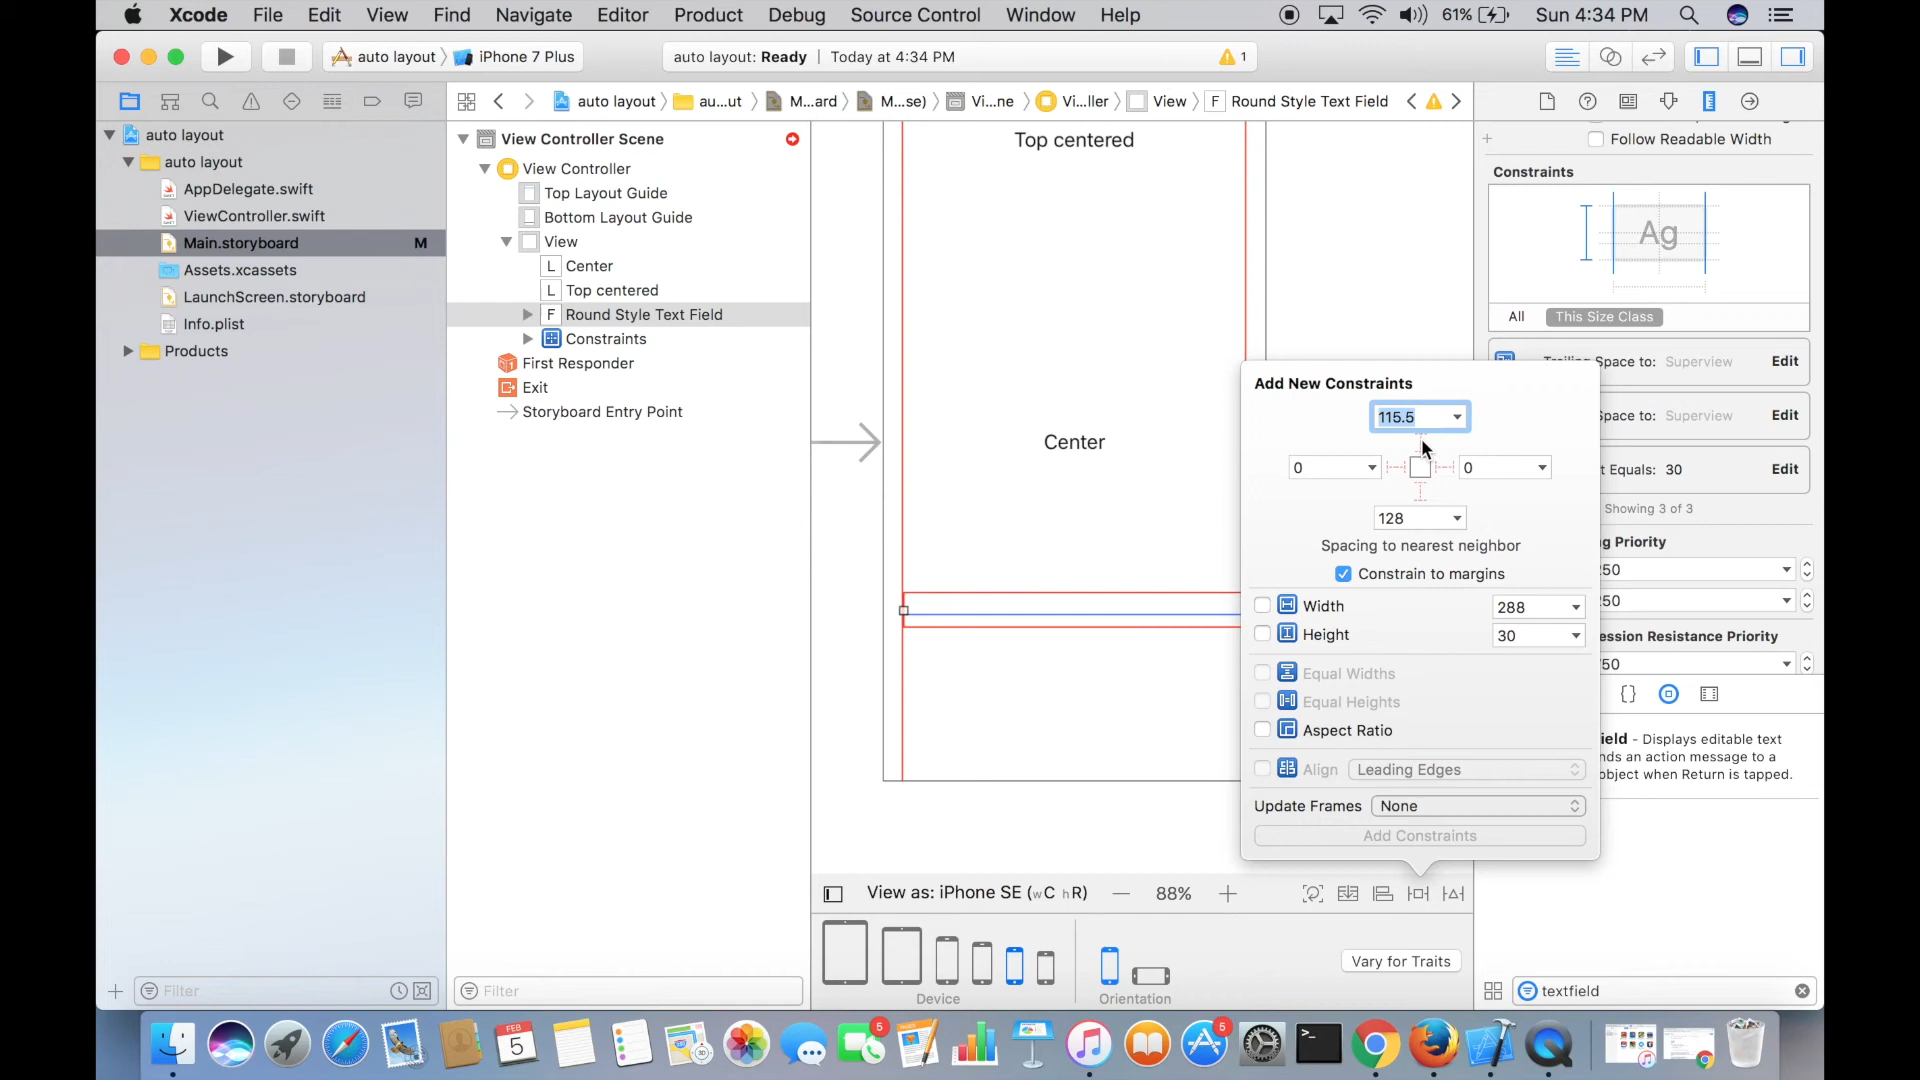 Xcode File Edit View Find Navigate Editor Product Debug Source Control Window Help 61% Sun 4:34 PM
auto layout iPhone 7 Plus auto layout: Ready | Today at 4:34 PM 1
auto layout au...ut M...ard M...se) Vi...ne Vi...ller View F Round Style Text Field
auto layout
auto layout
AppDelegate.swift
ViewController.swift
Main.storyboard M
Assets.xcassets
LaunchScreen.storyboard
Info.plist
Products
Filter
View Controller Scene
View Controller
Top Layout Guide
Bottom Layout Guide
View
L Center
L Top centered
F Round Style Text Field
Constraints
First Responder
Exit
Storyboard Entry Point
Filter
Top centered
Center
Add New Constraints
115.5
0 0
128
Spacing to nearest neighbor
Constrain to margins
Width 288
Height 30
Equal Widths
Equal Heights
Aspect Ratio
Align Leading Edges
Update Frames None
Add Constraints
View as: iPhone SE (wC hR) — 88% +
Device Orientation
Vary for Traits
Follow Readable Width
Constraints
Ag
All This Size Class
Space to: Superview Edit
Space to: Superview Edit
Equals: 30 Edit
Showing 3 of 3
Priority
50
50
ession Resistance Priority
50
{}
ield - Displays editable text
nds an action message to a
object when Return is tapped.
textfield
FEB
5
5
5